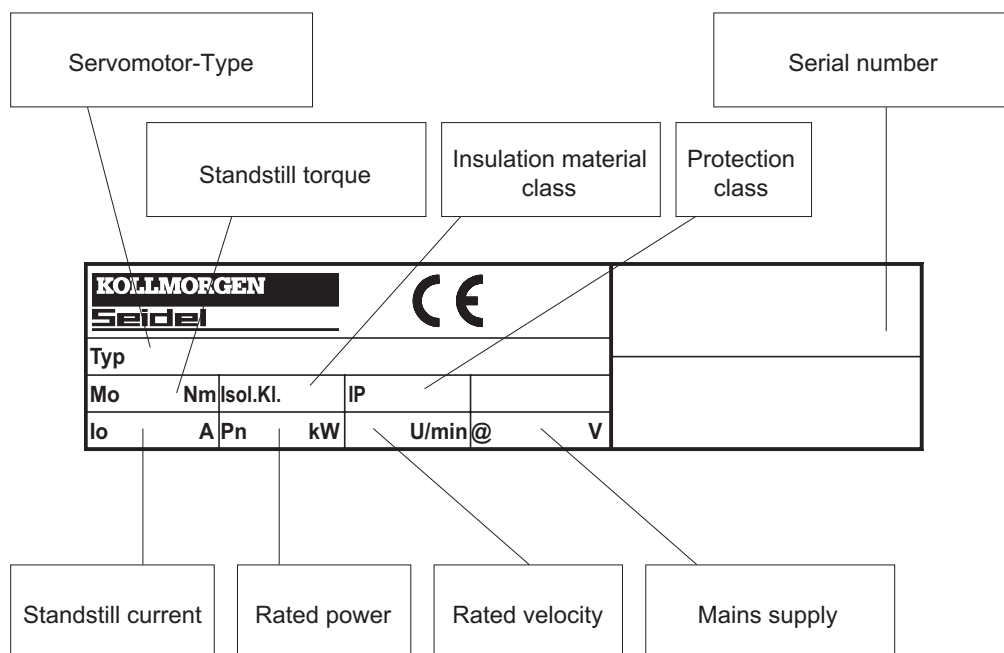 Servomotor-Type
Serial number
Standstill torque
Insulation material
class
Protection
class
KOLLMORGEN
Seidel
CE
Typ
Mo Nm Isol.Kl. IP
Io A Pn kW U/min @ V
Standstill current
Rated power
Rated velocity
Mains supply